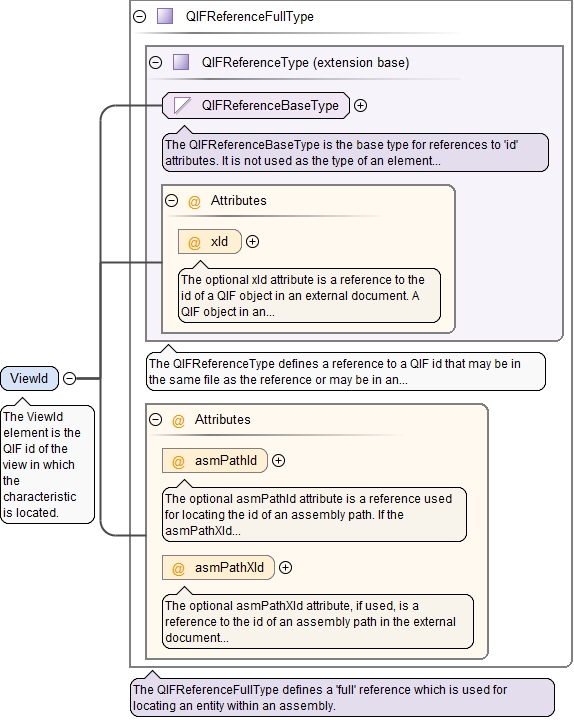 QIFReferenceFullType
QIFReferenceType (extension base)
QIFReferenceBaseType
The QIFReferenceBaseType is the base type for references to 'id'
attributes. It is not used as the type of an element...
@ Attributes
@ xId
The optional xId attribute is a reference to the
id of a QIF object in an external document. A
QIF object in an...
The QIFReferenceType defines a reference to a QIF id that may be in
the same file as the reference or may be in an...
ViewId
The ViewId
element is the
QIF id of the
view in which
the
characteristic
is located.
@ Attributes
@ asmPathId
The optional asmPathId attribute is a reference used
for locating the id of an assembly path. If the
asmPathXId...
@ asmPathXId
The optional asmPathXId attribute, if used, is a
reference to the id of an assembly path in the external
document...
The QIFReferenceFullType defines a 'full' reference which is used for
locating an entity within an assembly.